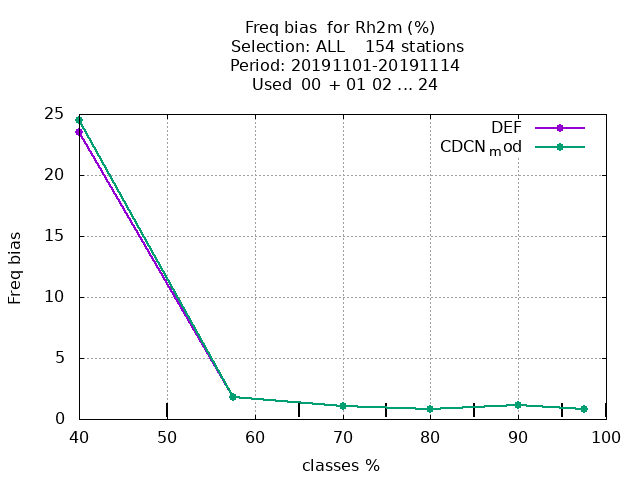 Freq bias  for Rh2m (%)
Selection: ALL    154 stations
Period: 20191101-20191114
Used  00 + 01 02 ... 24
DEF
CDCN_mod
Freq bias
25
20
15
10
5
0
40 50 60 70 80 90 100
classes %